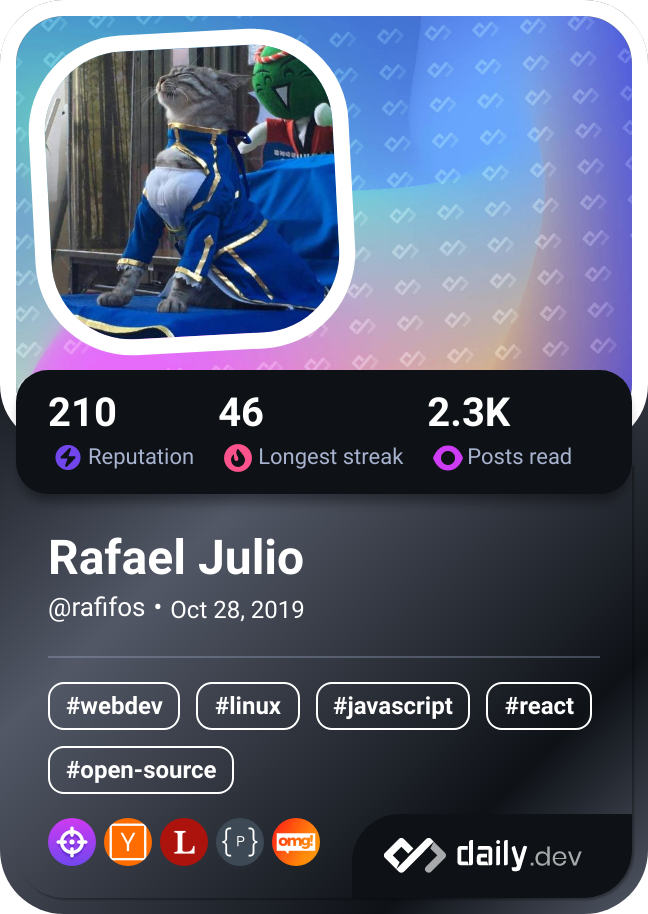 210 46 2.3K
Reputation Longest streak Posts read
Rafael Julio
@rafifos • Oct 28, 2019
#webdev #linux #javascript #react
#open-source
Y L {P} omg!
daily.dev